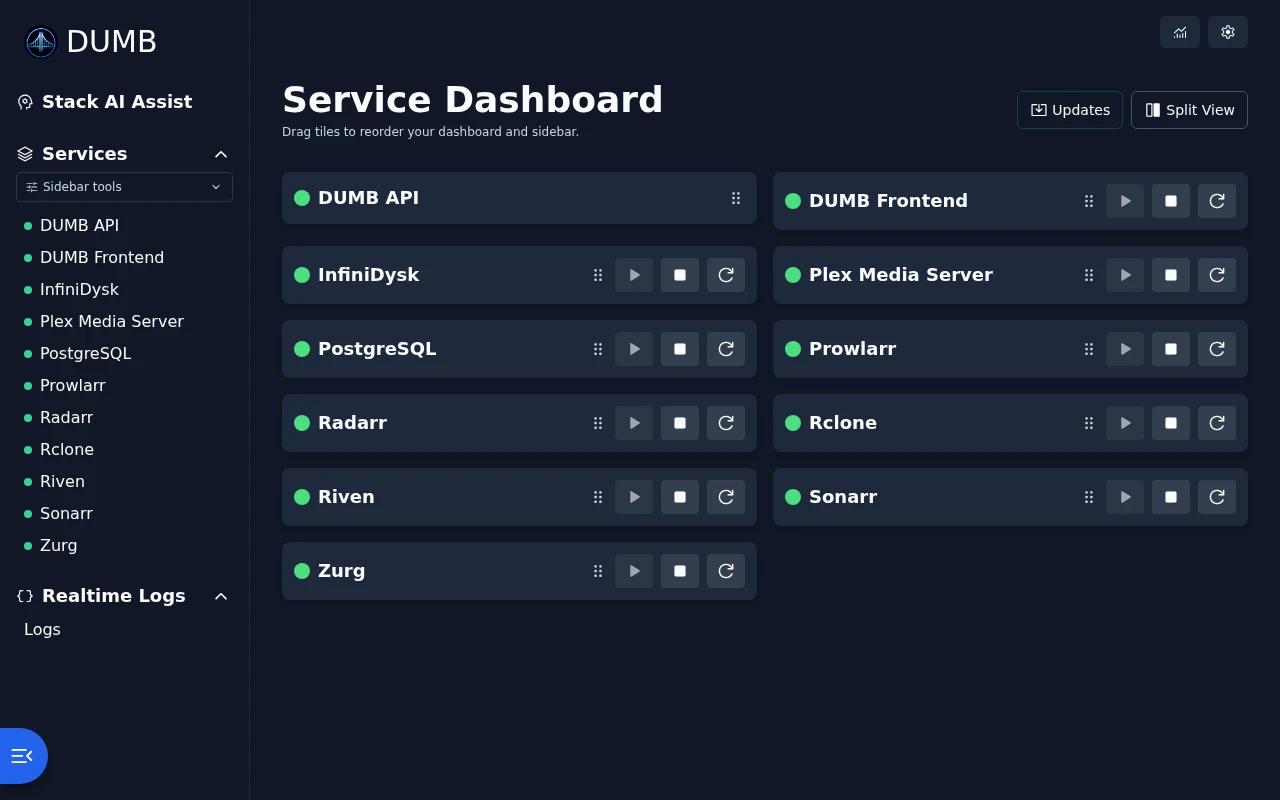 DUMB
Stack AI Assist
Services
Sidebar tools
DUMB API
DUMB Frontend
InfiniDysk
Plex Media Server
PostgreSQL
Prowlarr
Radarr
Rclone
Riven
Sonarr
Zurg
Realtime Logs
Logs
Service Dashboard
Drag tiles to reorder your dashboard and sidebar.
Updates
Split View
DUMB API
DUMB Frontend
InfiniDysk
Plex Media Server
PostgreSQL
Prowlarr
Radarr
Rclone
Riven
Sonarr
Zurg